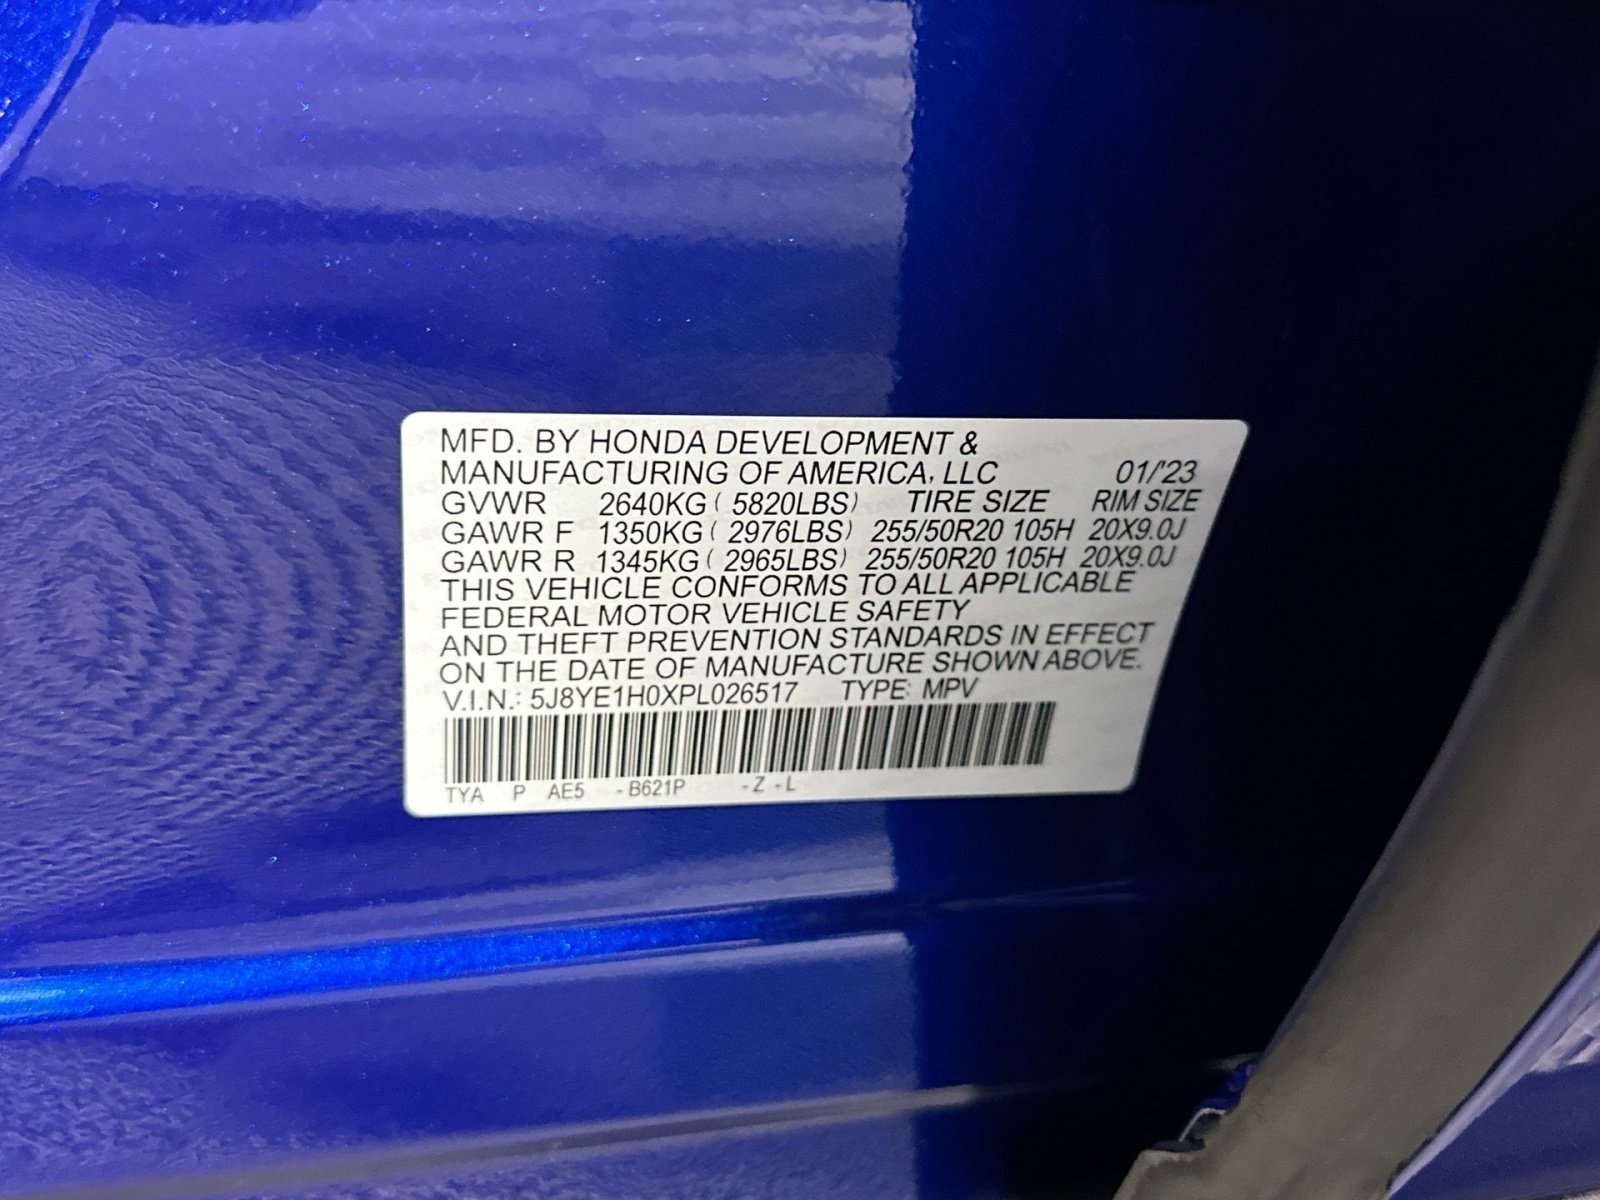 MFD. BY HONDA DEVELOPMENT &
MANUFACTURING OF AMERICA, LLC 01/'23
GVWR 2640KG ( 5820LBS) TIRE SIZE RIM SIZE
GAWR F 1350KG ( 2976LBS) 255/50R20 105H 20X9.0J
GAWR R 1345KG ( 2965LBS) 255/50R20 105H 20X9.0J
THIS VEHICLE CONFORMS TO ALL APPLICABLE
FEDERAL MOTOR VEHICLE SAFETY
AND THEFT PREVENTION STANDARDS IN EFFECT
ON THE DATE OF MANUFACTURE SHOWN ABOVE.
V.I.N.: 5J8YE1H0XPL026517 TYPE: MPV
TYA P AE5 -B621P -Z -L